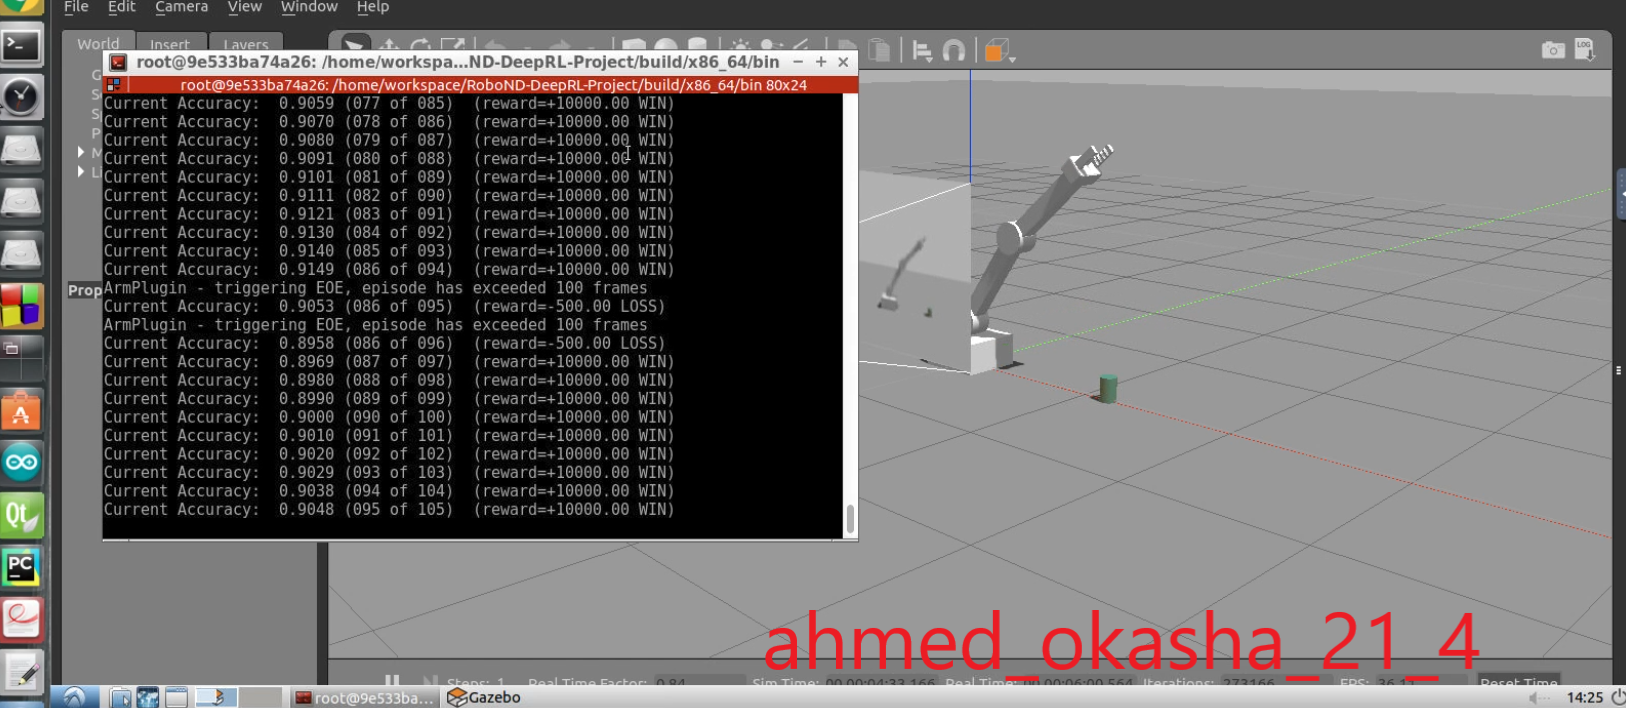 File Edit Camera View Window Help
World Insert Layers
root@9e533ba74a26: /home/workspa...ND-DeepRL-Project/build/x86_64/bin
root@9e533ba74a26: /home/workspace/RoboND-DeepRL-Project/build/x86_64/bin 80x24
Current Accuracy: 0.9059 (077 of 085) (reward=+10000.00 WIN)
Current Accuracy: 0.9070 (078 of 086) (reward=+10000.00 WIN)
Current Accuracy: 0.9080 (079 of 087) (reward=+10000.00 WIN)
Current Accuracy: 0.9091 (080 of 088) (reward=+10000.00 WIN)
Current Accuracy: 0.9101 (081 of 089) (reward=+10000.00 WIN)
Current Accuracy: 0.9111 (082 of 090) (reward=+10000.00 WIN)
Current Accuracy: 0.9121 (083 of 091) (reward=+10000.00 WIN)
Current Accuracy: 0.9130 (084 of 092) (reward=+10000.00 WIN)
Current Accuracy: 0.9140 (085 of 093) (reward=+10000.00 WIN)
Current Accuracy: 0.9149 (086 of 094) (reward=+10000.00 WIN)
Prop
ArmPlugin - triggering EOE, episode has exceeded 100 frames
Current Accuracy: 0.9053 (086 of 095) (reward=-500.00 LOSS)
ArmPlugin - triggering EOE, episode has exceeded 100 frames
Current Accuracy: 0.8958 (086 of 096) (reward=-500.00 LOSS)
Current Accuracy: 0.8969 (087 of 097) (reward=+10000.00 WIN)
Current Accuracy: 0.8980 (088 of 098) (reward=+10000.00 WIN)
Current Accuracy: 0.8990 (089 of 099) (reward=+10000.00 WIN)
Current Accuracy: 0.9000 (090 of 100) (reward=+10000.00 WIN)
Current Accuracy: 0.9010 (091 of 101) (reward=+10000.00 WIN)
Current Accuracy: 0.9020 (092 of 102) (reward=+10000.00 WIN)
Current Accuracy: 0.9029 (093 of 103) (reward=+10000.00 WIN)
Current Accuracy: 0.9038 (094 of 104) (reward=+10000.00 WIN)
Current Accuracy: 0.9048 (095 of 105) (reward=+10000.00 WIN)
LOG
Qt
PC
ahmed_okasha_21_4
Steps: 1 Real Time Factor: 0.84 Sim Time: 00 00:04:33.166 Real Time: 00 00:06:00.564 Iterations: 273166 FPS: Reset Time
root@9e533ba... Gazebo 14:25